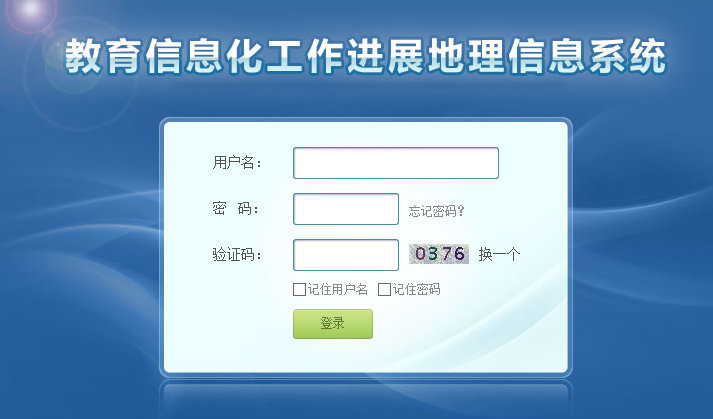 教育信息化工作进展地理信息系统
用户名：
密 码： 忘记密码?
验证码： 0376 换一个
记住用户名 记住密码
登录